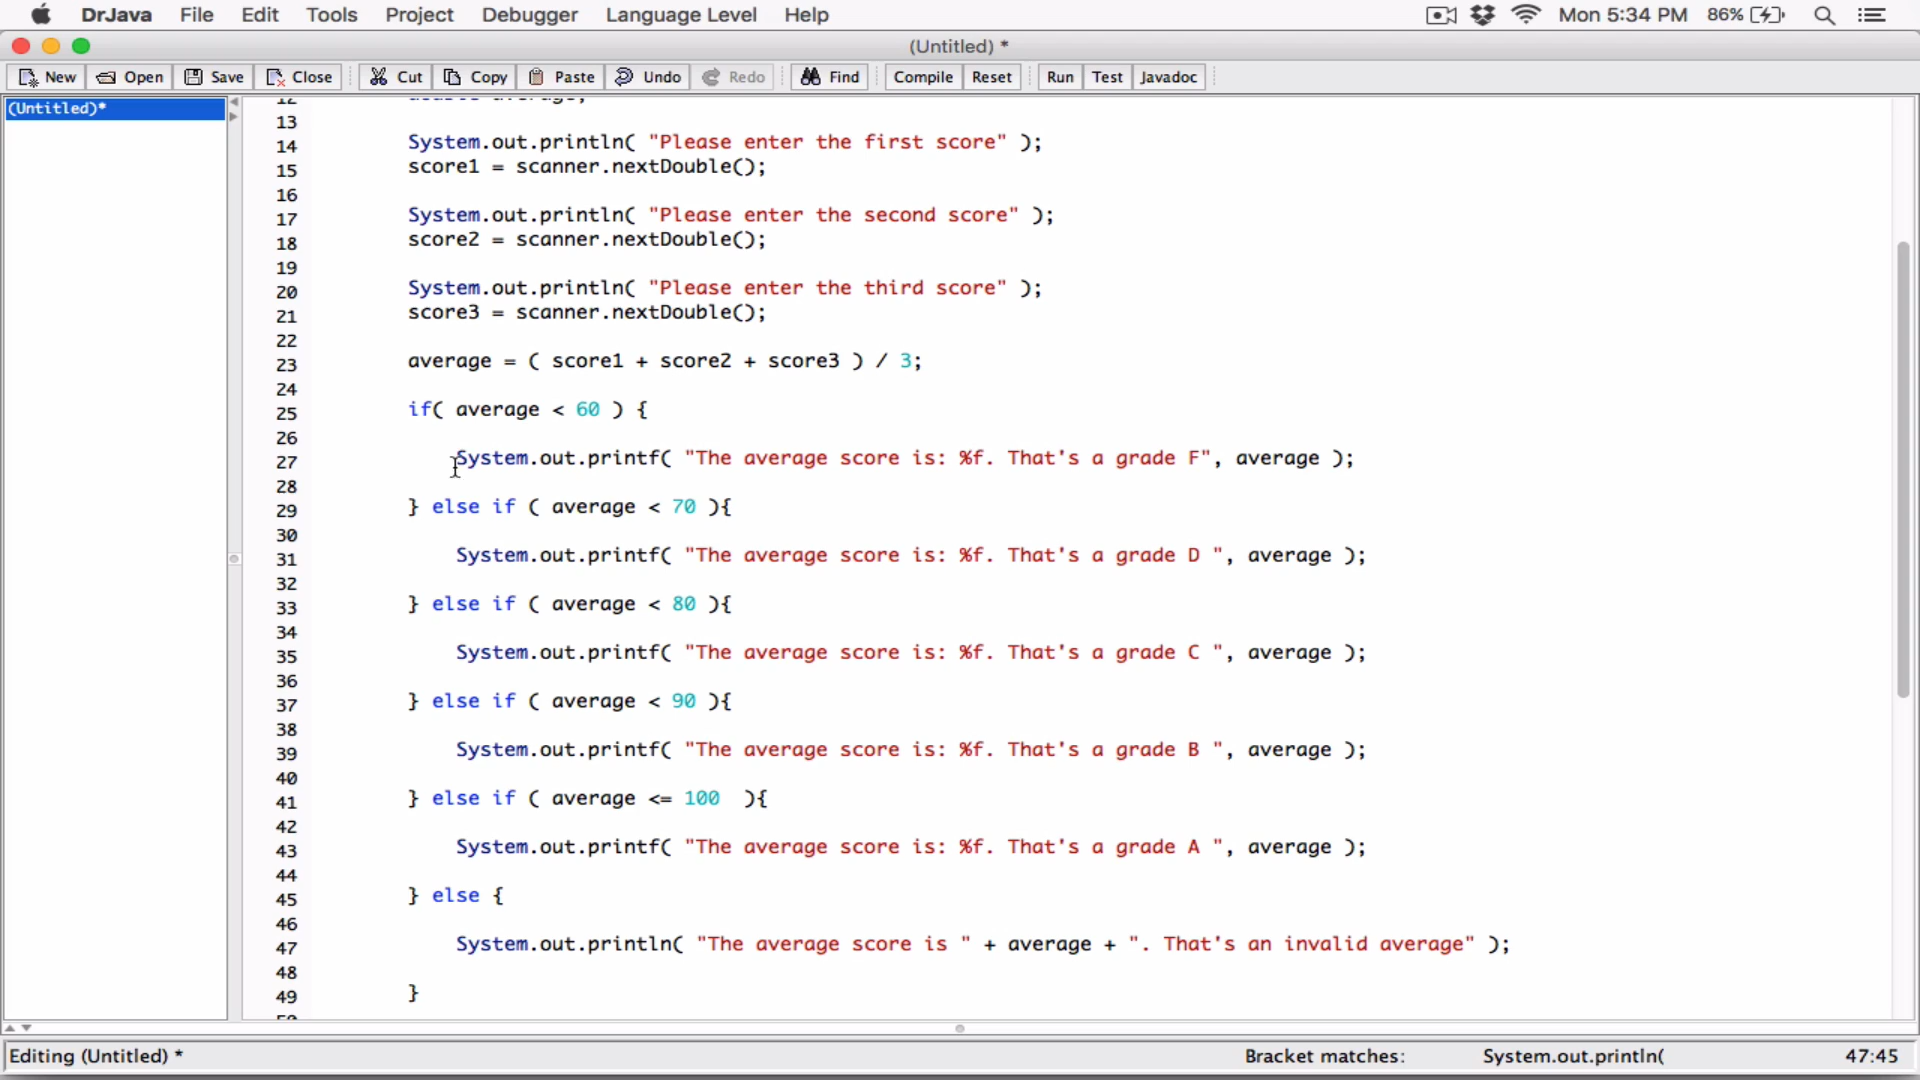 DrJava File Edit Tools Project Debugger Language Level Help Mon 5:34 PM 86%
(Untitled) *
New Open Save Close Cut Copy Paste Undo Redo Find Compile Reset Run Test Javadoc
(Untitled)*
13
14 System.out.println( "Please enter the first score" );
15 score1 = scanner.nextDouble();
16
17 System.out.println( "Please enter the second score" );
18 score2 = scanner.nextDouble();
19
20 System.out.println( "Please enter the third score" );
21 score3 = scanner.nextDouble();
22
23 average = ( score1 + score2 + score3 ) / 3;
24
25 if( average < 60 ) {
26
27 System.out.printf( "The average score is: %f. That's a grade F", average );
28
29 } else if ( average < 70 ){
30
31 System.out.printf( "The average score is: %f. That's a grade D ", average );
32
33 } else if ( average < 80 ){
34
35 System.out.printf( "The average score is: %f. That's a grade C ", average );
36
37 } else if ( average < 90 ){
38
39 System.out.printf( "The average score is: %f. That's a grade B ", average );
40
41 } else if ( average <= 100  ){
42
43 System.out.printf( "The average score is: %f. That's a grade A ", average );
44
45 } else {
46
47 System.out.println( "The average score is " + average + ". That's an invalid average" );
48
49 }
Editing (Untitled) * Bracket matches: System.out.println( 47:45